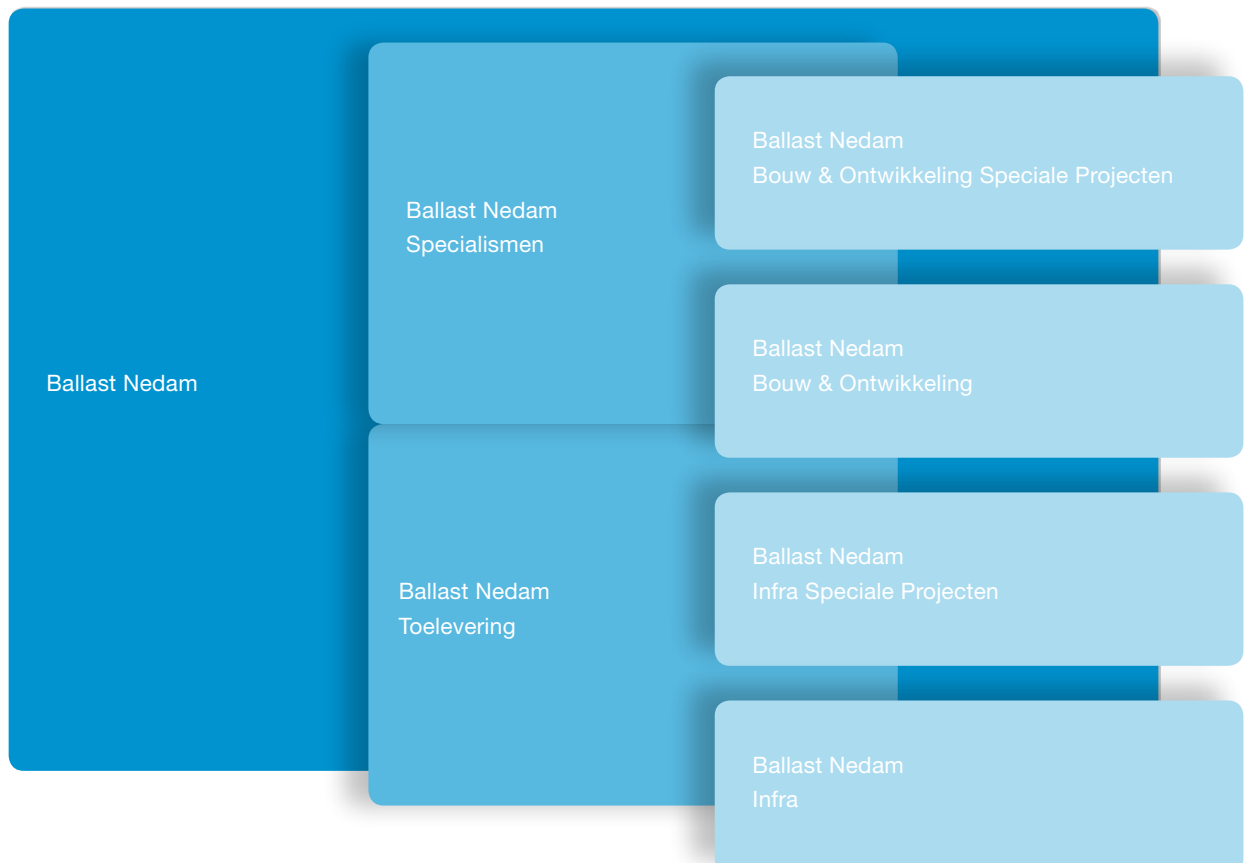 Ballast Nedam
Ballast Nedam
Specialismen
Ballast Nedam
Toelevering
Ballast Nedam
Bouw & Ontwikkeling Speciale Projecten
Ballast Nedam
Bouw & Ontwikkeling
Ballast Nedam
Infra Speciale Projecten
Ballast Nedam
Infra